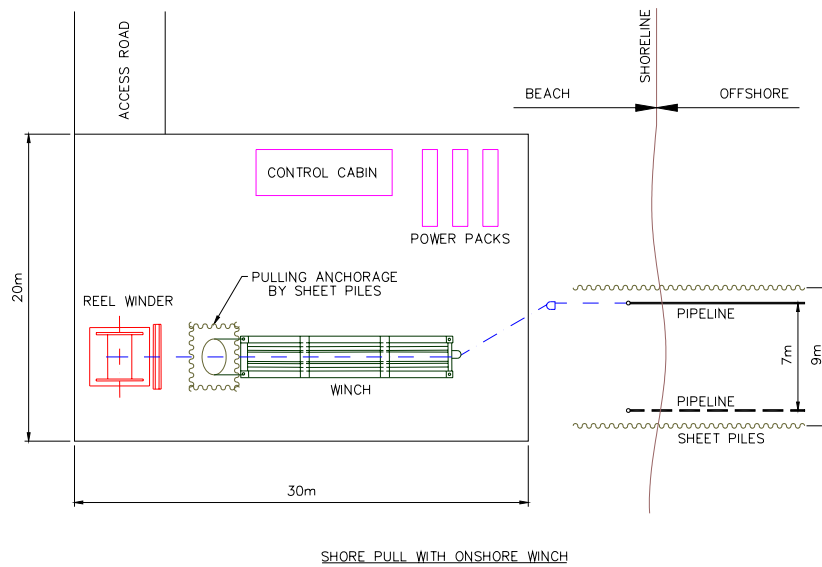 ACCESS ROAD
SHORELINE
BEACH
OFFSHORE
CONTROL CABIN
POWER PACKS
20m
REEL WINDER
PULLING ANCHORAGE
BY SHEET PILES
WINCH
PIPELINE
7m
9m
PIPELINE
SHEET PILES
30m
SHORE PULL WITH ONSHORE WINCH